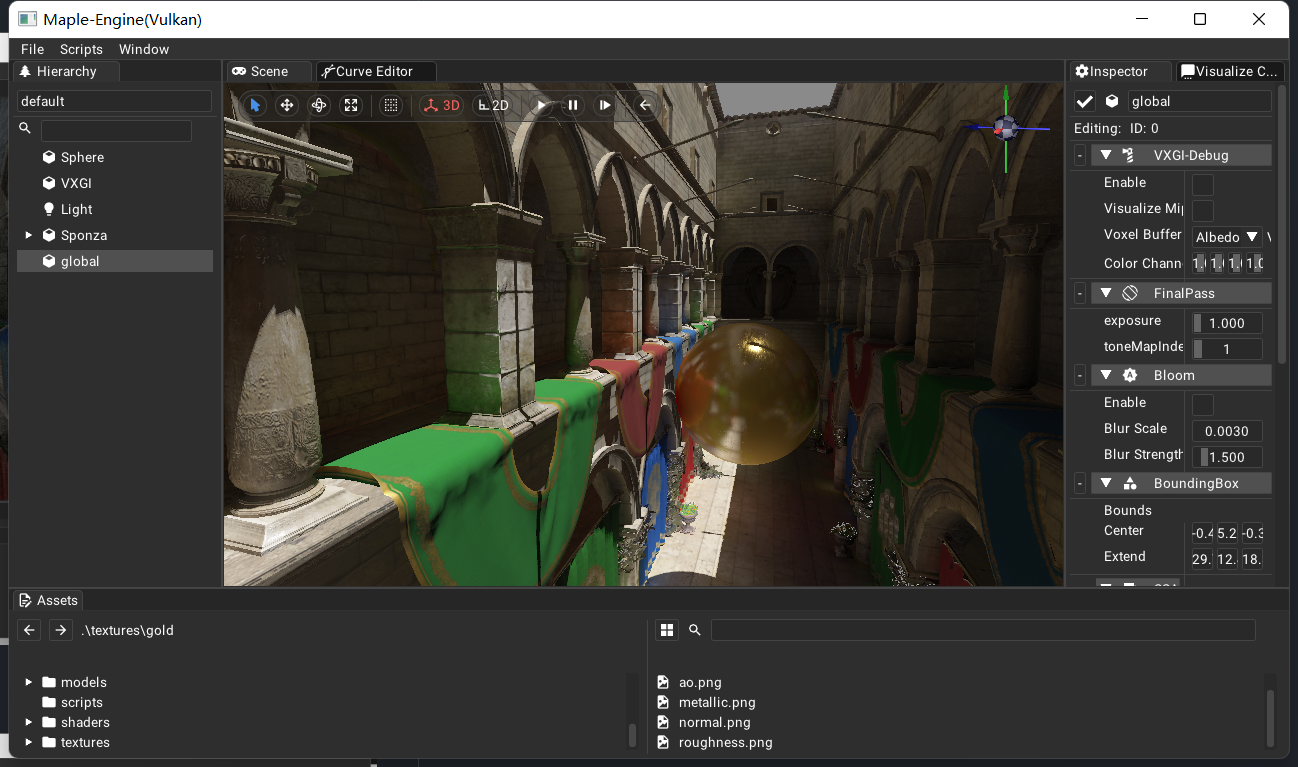 Maple-Engine(Vulkan)
File Scripts Window
Hierarchy
Scene
Curve Editor
Inspector
Visualize C...
default
3D
2D
global
Editing: ID: 0
Sphere
VXGI
Light
Sponza
global
- VXGI-Debug
Enable
Visualize Mi
Voxel Buffer Albedo
Color Chann
- FinalPass
exposure 1.000
toneMapInde 1
- Bloom
Enable
Blur Scale 0.0030
Blur Strength 1.500
- BoundingBox
Bounds
Center -0.4 5.2 -0.3
Extend 29. 12. 18.
Assets
.\textures\gold
models
scripts
shaders
textures
ao.png
metallic.png
normal.png
roughness.png